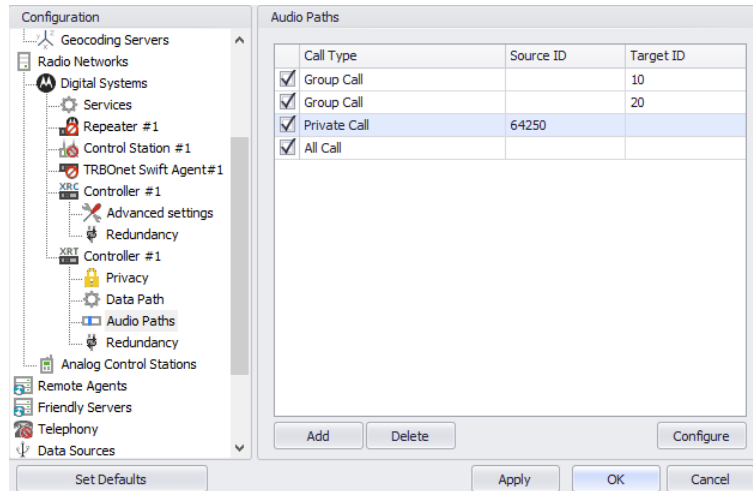 Configuration
Geocoding Servers
Radio Networks
Digital Systems
Services
Repeater #1
Control Station #1
TRBOnet Swift Agent#1
XRC Controller #1
Advanced settings
Redundancy
XRT Controller #1
Privacy
Data Path
Audio Paths
Redundancy
Analog Control Stations
Remote Agents
Friendly Servers
Telephony
Data Sources
Set Defaults
Audio Paths
Call Type Source ID Target ID
Group Call 10
Group Call 20
Private Call 64250
All Call
Add Delete Configure
Apply OK Cancel